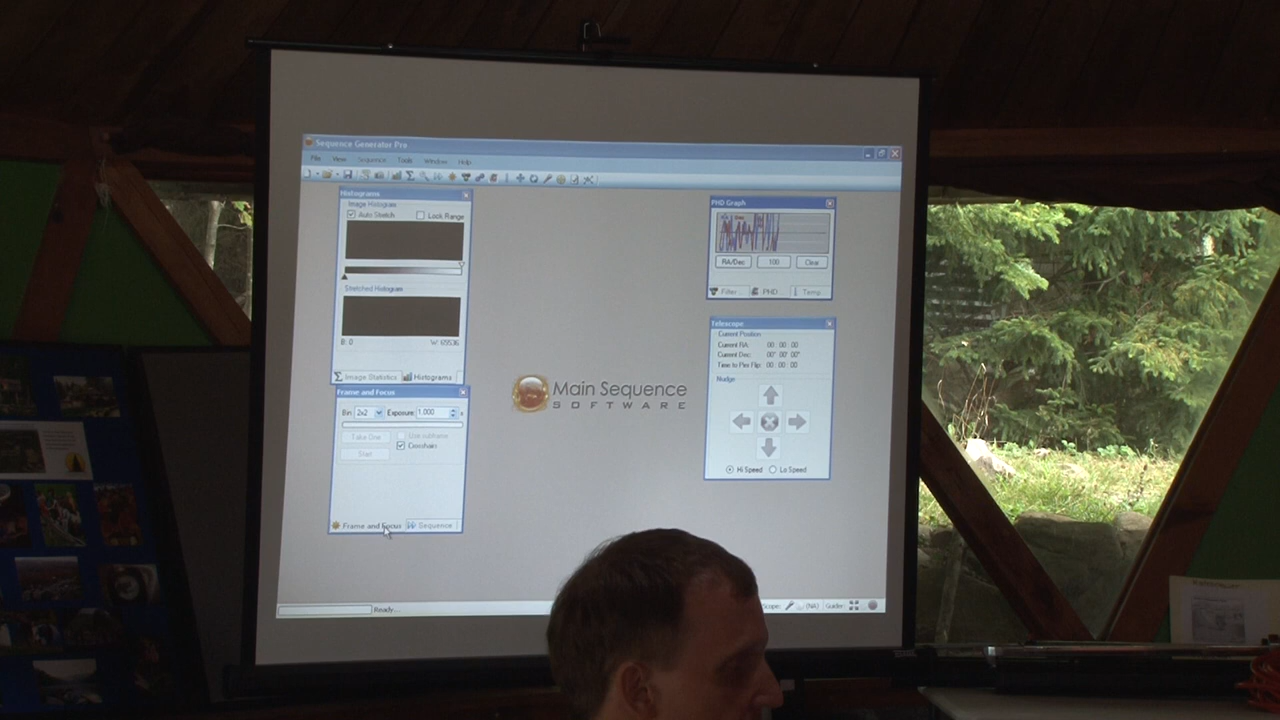 Sequence Generator Pro
File View Sequence Tools Window Help
Histograms
Image Histogram
Auto Stretch Lock Range
Stretched Histogram
B: 0 W: 65536
Image Statistics Histograms
Frame and Focus
Bin 2x2 Exposure: 1.000 s
Take One Use subframe
Crosshairs
Start
Frame and Focus Sequence
Main Sequence
SOFTWARE
PHD Graph
RA/Dec 100 Clear
Filter ... PHD ... Temp...
Telescope
Current Position
Current RA: 00: 00: 00
Current Dec: 00° 00' 00"
Time to Pier Flip: 00: 00: 00
Nudge
Hi Speed Lo Speed
Ready...
Scope: (NA) Guider: